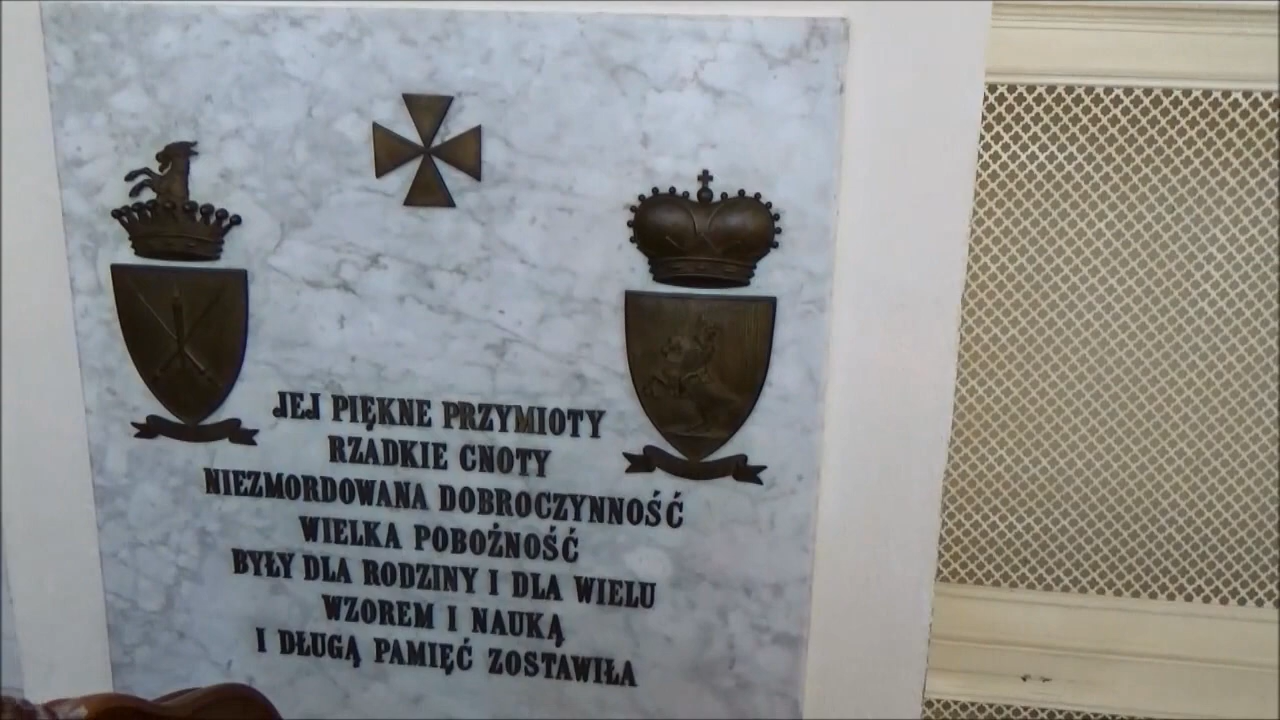 JEJ PIĘKNE PRZYMIOTY
RZADKIE CNOTY
NIEZMORDOWANA DOBROCZYNNOŚĆ
WIELKA POBOŻNOŚĆ
BYŁY DLA RODZINY I DLA WIELU
WZOREM I NAUKĄ
I DŁUGĄ PAMIĘĆ ZOSTAWIŁA